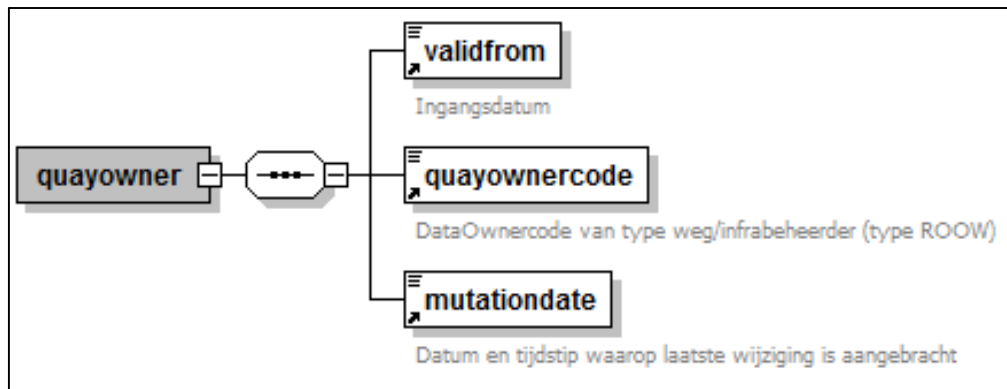 validfrom
Ingangsdatum
quayowner
quayownercode
DataOwnercode van type weg/infrabeheerder (type ROOW)
mutationdate
Datum en tijdstip waarop laatste wijziging is aangebracht